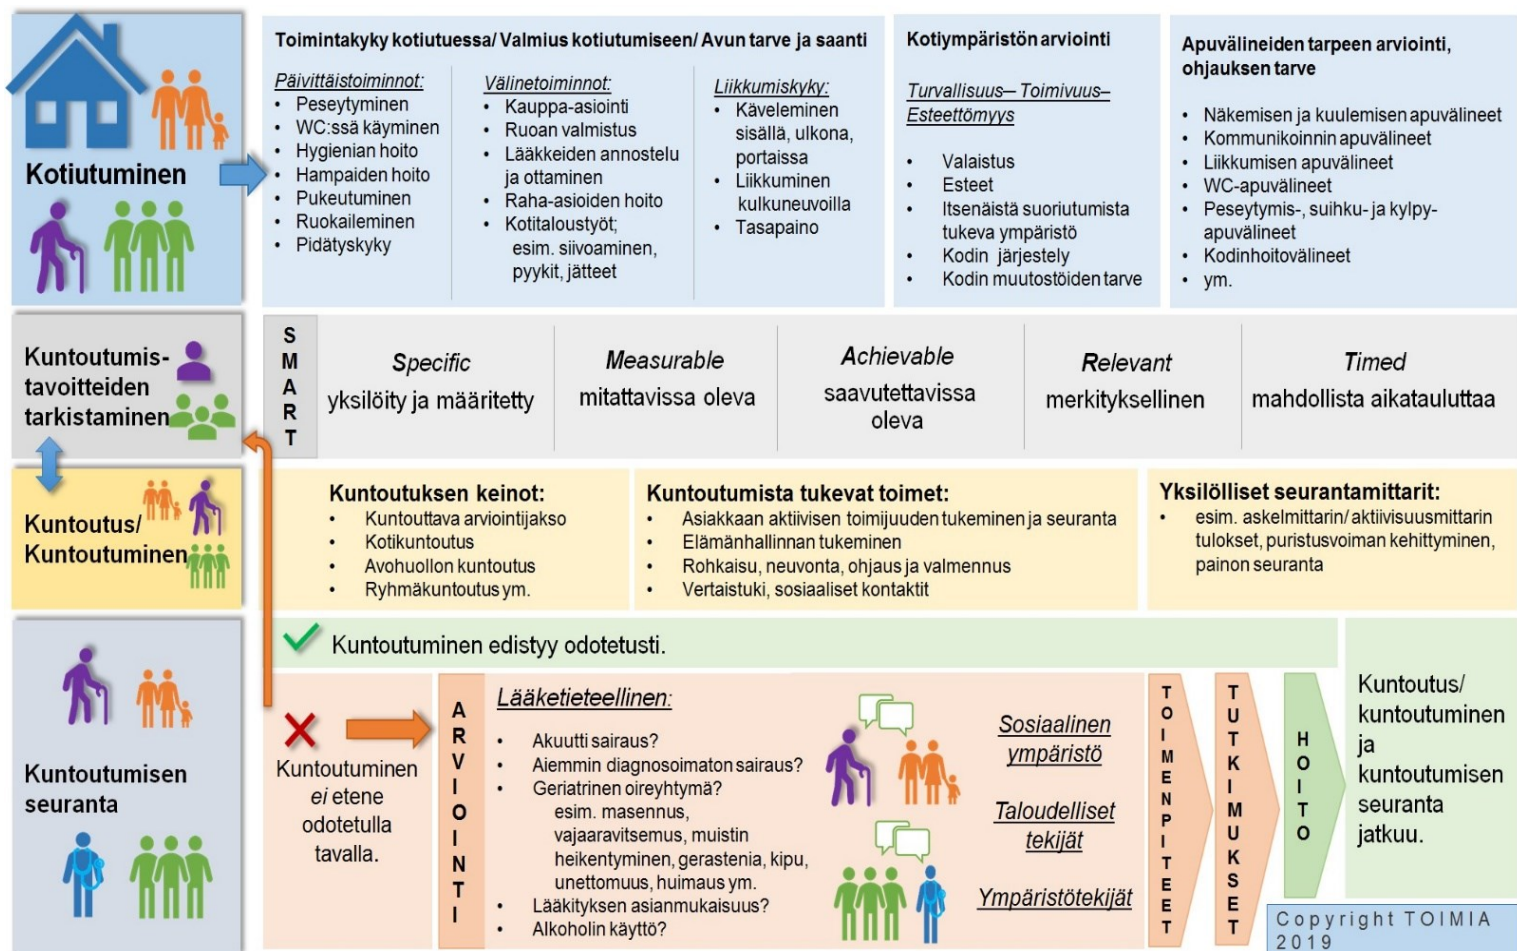 Kotiutuminen
Toimintakyky kotiutuessa/ Valmius kotiutumiseen/ Avun tarve ja saanti
Päivittäistoiminnot:
• Peseytyminen
• WC:ssä käyminen
• Hygienian hoito
• Hampaiden hoito
• Pukeutuminen
• Ruokaileminen
• Pidätyskyky
Välinetoiminnot:
• Kauppa-asiointi
• Ruoan valmistus
• Lääkkeiden annostelu
ja ottaminen
• Raha-asioiden hoito
• Kotitaloustyöt;
esim. siivoaminen,
pyykit, jätteet
Liikkumiskyky:
• Käveleminen
sisällä, ulkona,
portaissa
• Liikkuminen
kulkuneuvoilla
• Tasapaino
Kotiympäristön arviointi
Turvallisuus– Toimivuus–
Esteettömyys
• Valaistus
• Esteet
• Itsenäistä suoriutumista
tukeva ympäristö
• Kodin järjestely
• Kodin muutostöiden tarve
Apuvälineiden tarpeen arviointi,
ohjauksen tarve
• Näkemisen ja kuulemisen apuvälineet
• Kommunikoinnin apuvälineet
• Liikkumisen apuvälineet
• WC-apuvälineet
• Peseytymis-, suihku- ja kylpy-
apuvälineet
• Kodinhoitovälineet
• ym.
Kuntoutumis-
tavoitteiden
tarkistaminen
SMART
Specific
yksilöity ja määritetty
Measurable
mitattavissa oleva
Achievable
saavutettavissa
oleva
Relevant
merkityksellinen
Timed
mahdollista aikatauluttaa
Kuntoutus/
Kuntoutuminen
Kuntoutuksen keinot:
• Kuntouttava arviointijakso
• Kotikuntoutus
• Avohuollon kuntoutus
• Ryhmäkuntoutus ym.
Kuntoutumista tukevat toimet:
• Asiakkaan aktiivisen toimijuuden tukeminen ja seuranta
• Elämänhallinnan tukeminen
• Rohkaisu, neuvonta, ohjaus ja valmennus
• Vertaistuki, sosiaaliset kontaktit
Yksilölliset seurantamittarit:
• esim. askelmittarin/ aktiivisuusmittarin
tulokset, puristusvoiman kehittyminen,
painon seuranta
Kuntoutumisen
seuranta
Kuntoutuminen edistyy odotetusti.
Kuntoutuminen
ei etene
odotetulla
tavalla.
ARVIOINTI
Lääketieteellinen:
• Akuutti sairaus?
• Aiemmin diagnosoimaton sairaus?
• Geriatrinen oireyhtymä?
esim. masennus,
vajaaravitsemus, muistin
heikentyminen, gerastenia, kipu,
unettomuus, huimaus ym.
• Lääkityksen asianmukaisuus?
• Alkoholin käyttö?
Sosiaalinen
ympäristö
Taloudelliset
tekijät
Ympäristötekijät
TOIMENPITEET
TUTKIMUKSET
HOITO
Kuntoutus/
kuntoutuminen
ja
kuntoutumisen
seuranta
jatkuu.
Copyright TOIMIA
2019